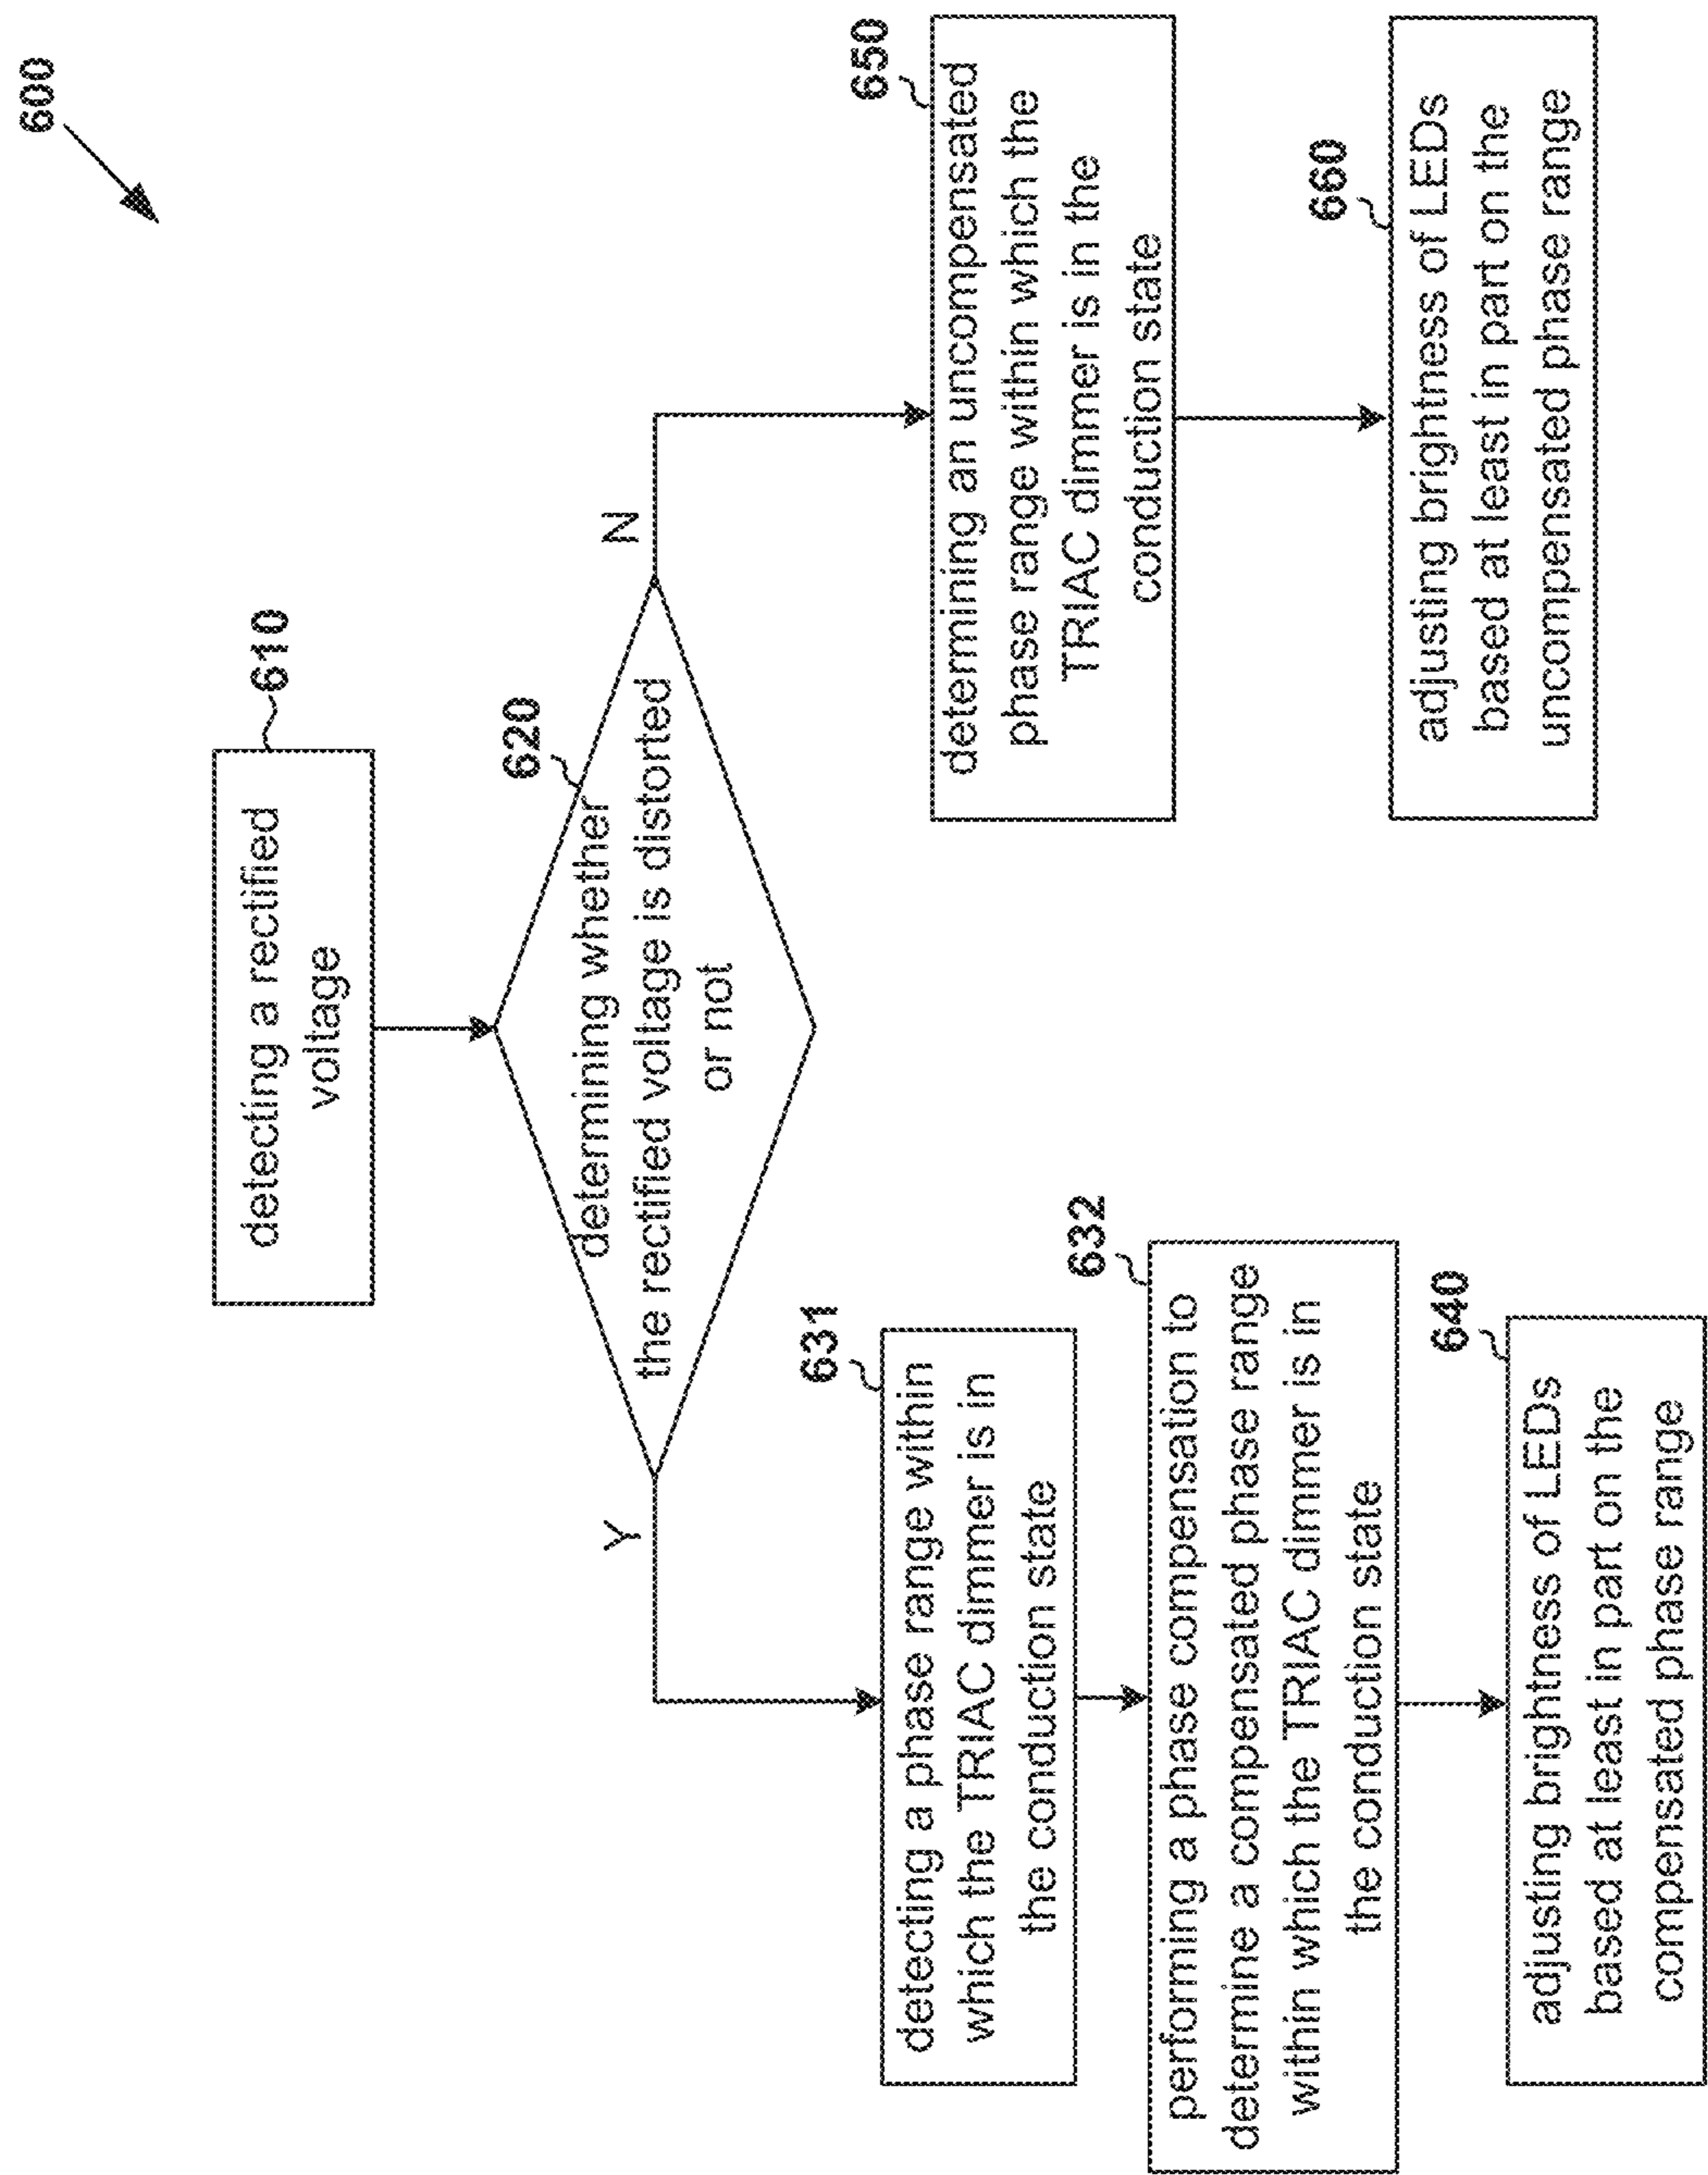 600
610
detecting a rectified
voltage
620
determining whether
the rectified voltage is distorted
or not
Y
N
631
detecting a phase range within
which the TRIAC dimmer is in
the conduction state
632
performing a phase compensation to
determine a compensated phase range
within which the TRIAC dimmer is in
the conduction state
640
adjusting brightness of LEDs
based at least in part on the
compensated phase range
650
determining an uncompensated
phase range within which the
TRIAC dimmer is in the
conduction state
660
adjusting brightness of LEDs
based at least in part on the
uncompensated phase range